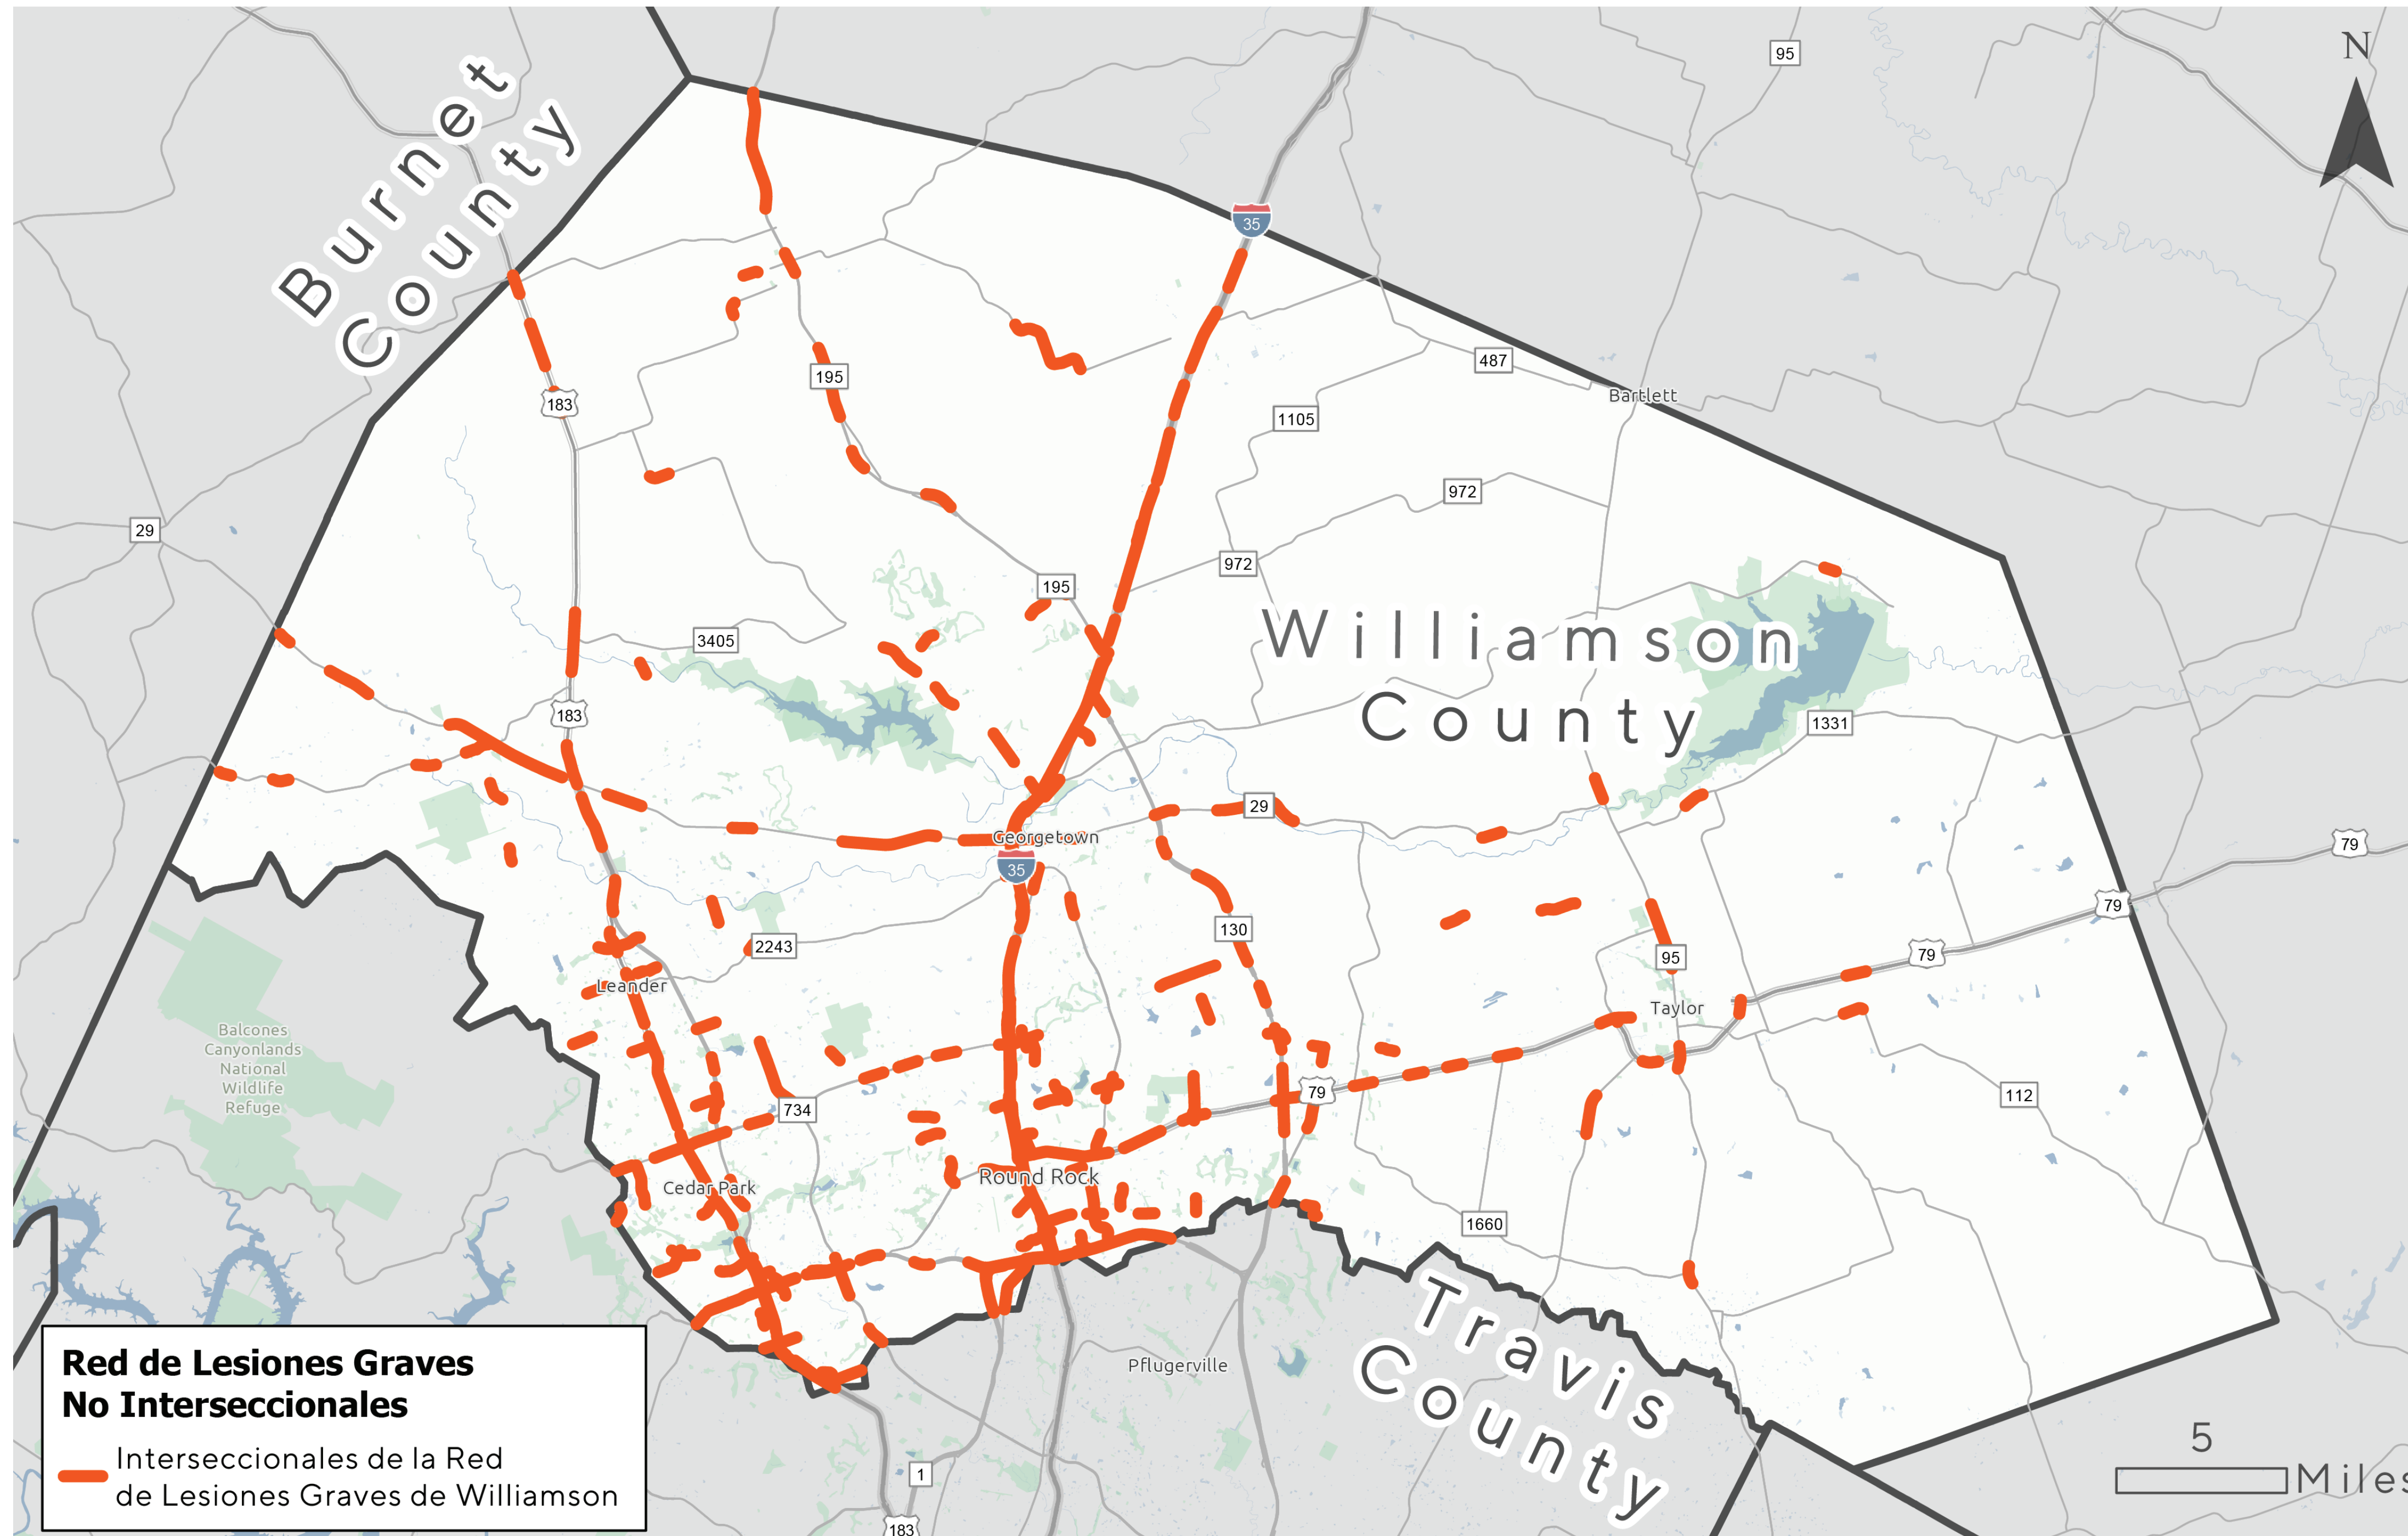 N
Burnet
County
95
35
487
Bartlett
183
195
1105
972
29
972
195
3405
Williamson
County
183
1331
29
Georgetown
35
79
79
130
2243
95
79
Leander
Taylor
Balcones
Canyonlands
National
Wildlife
Refuge
79
112
734
Round Rock
Cedar Park
1660
Travis
County
Pflugerville
Red de Lesiones Graves
No Interseccionales
Interseccionales de la Red
de Lesiones Graves de Williamson
5
Miles
1
183